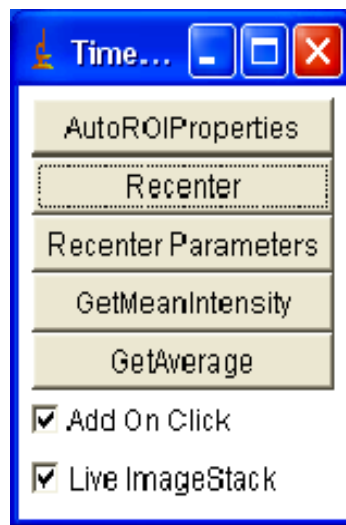 Time...
AutoROIProperties
Recenter
Recenter Parameters
GetMeanIntensity
GetAverage
Add On Click
Live ImageStack